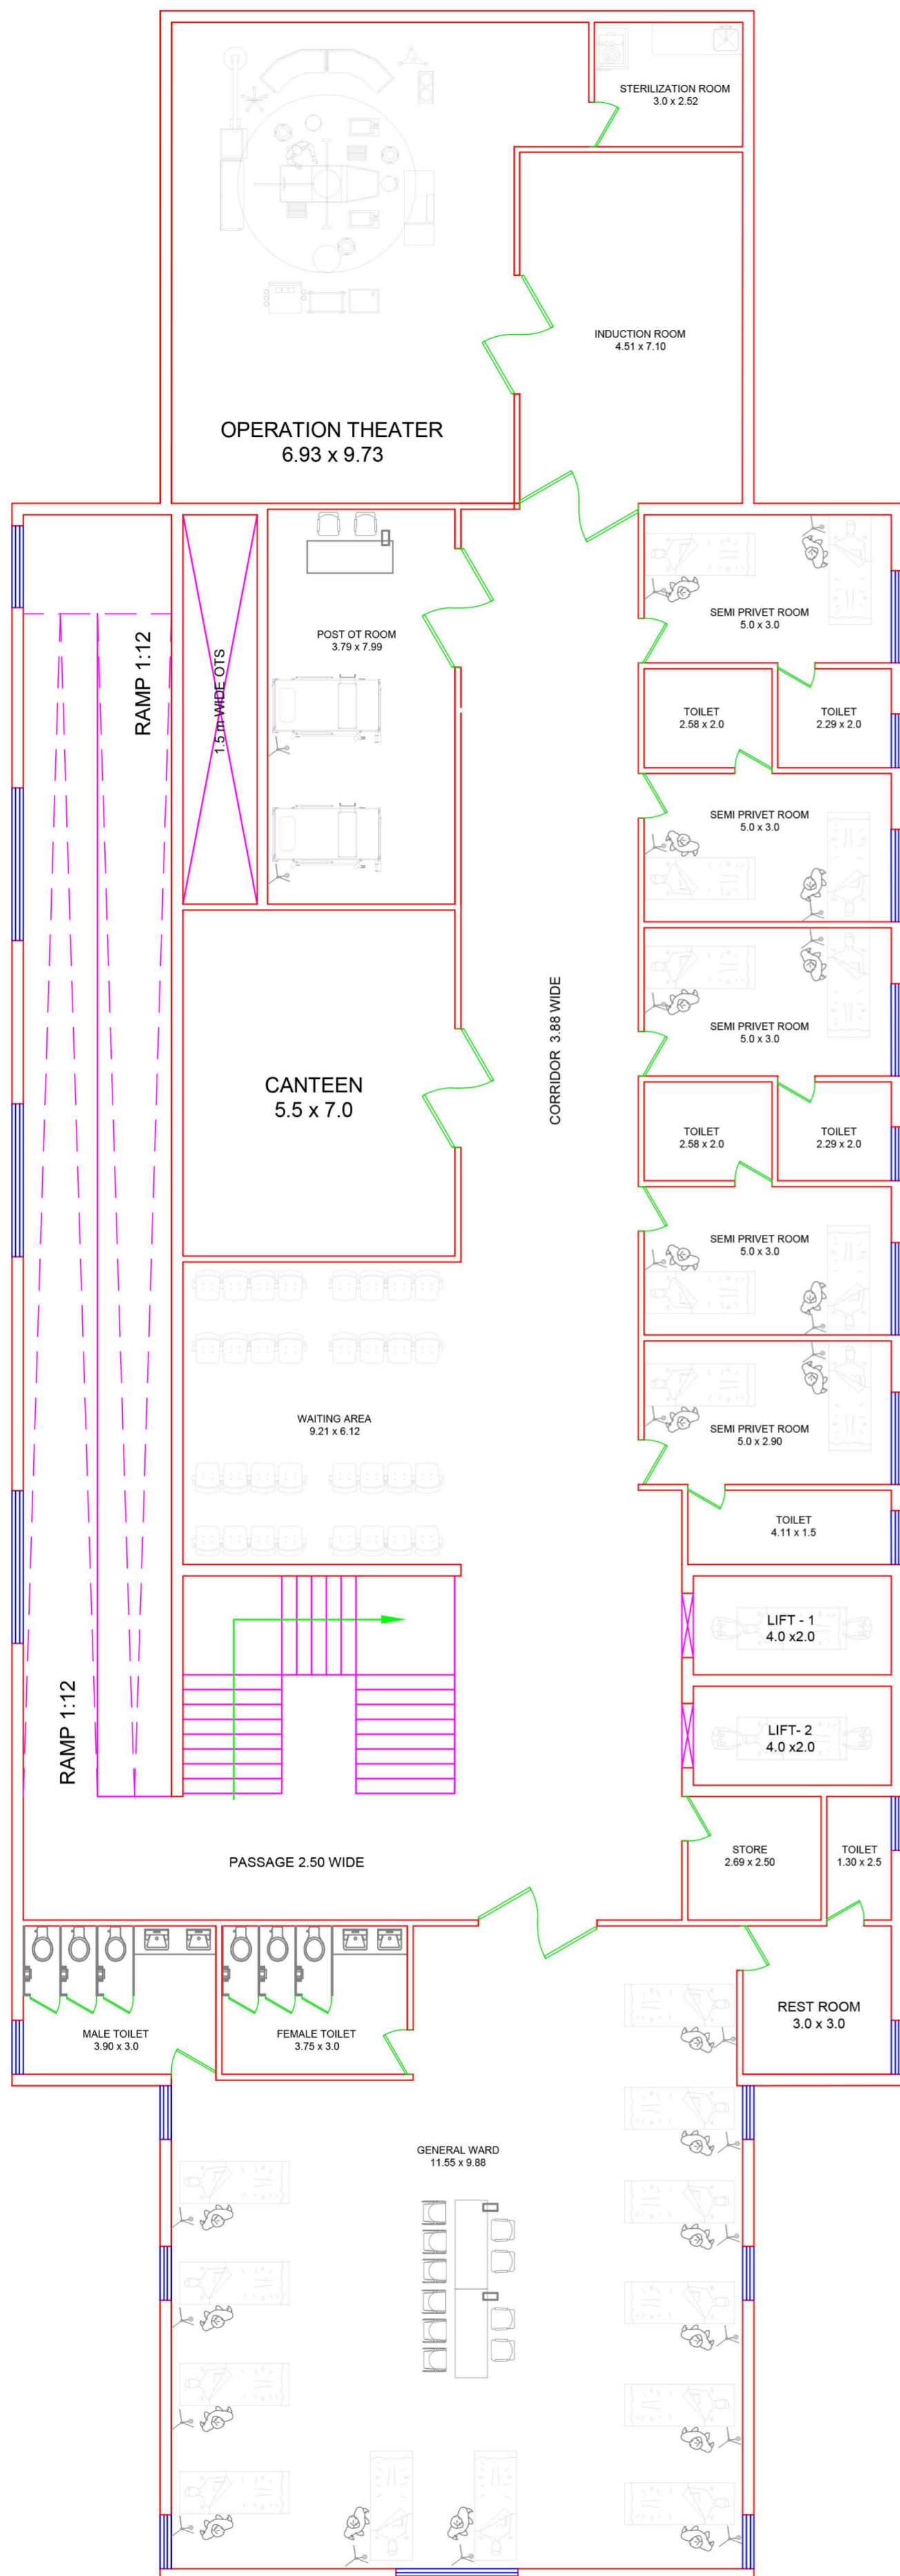 STERILIZATION ROOM
3.0 x 2.52
INDUCTION ROOM
4.51 x 7.10
OPERATION THEATER
6.93 x 9.73
RAMP 1:12
1.5 m WIDE OTS
POST OT ROOM
3.79 x 7.99
SEMI PRIVET ROOM
5.0 x 3.0
TOILET
2.58 x 2.0
TOILET
2.29 x 2.0
SEMI PRIVET ROOM
5.0 x 3.0
CANTEEN
5.5 x 7.0
CORRIDOR 3.88 WIDE
SEMI PRIVET ROOM
5.0 x 3.0
TOILET
2.58 x 2.0
TOILET
2.29 x 2.0
SEMI PRIVET ROOM
5.0 x 3.0
WAITING AREA
9.21 x 6.12
SEMI PRIVET ROOM
5.0 x 2.90
TOILET
4.11 x 1.5
LIFT - 1
4.0 x2.0
RAMP 1:12
LIFT- 2
4.0 x2.0
PASSAGE 2.50 WIDE
STORE
2.69 x 2.50
TOILET
1.30 x 2.5
MALE TOILET
3.90 x 3.0
FEMALE TOILET
3.75 x 3.0
REST ROOM
3.0 x 3.0
GENERAL WARD
11.55 x 9.88